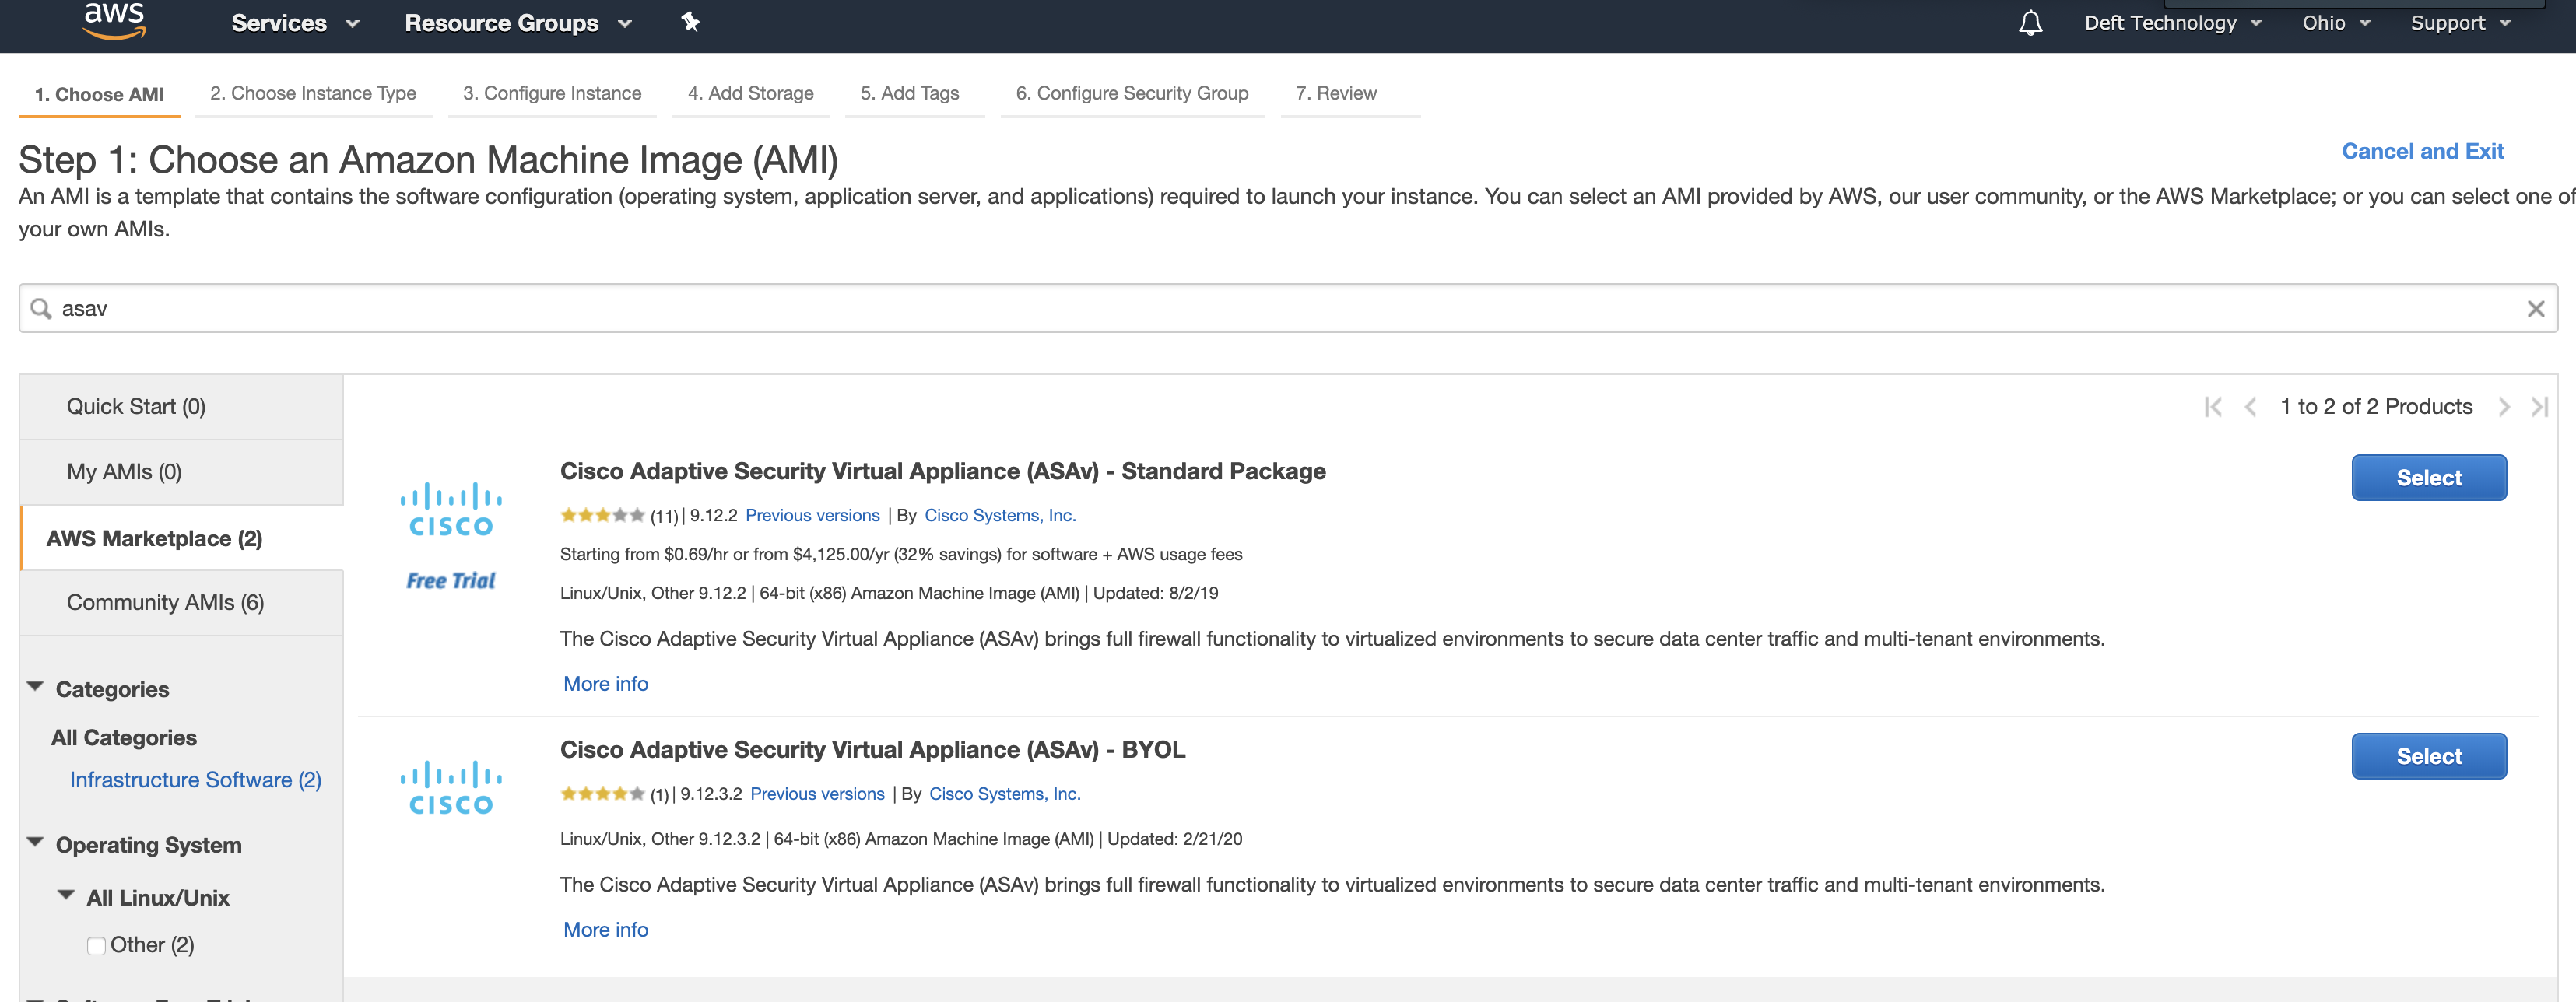 aws Services Resource Groups Deft Technology Ohio Support
1. Choose AMI 2. Choose Instance Type 3. Configure Instance 4. Add Storage 5. Add Tags 6. Configure Security Group 7. Review
Step 1: Choose an Amazon Machine Image (AMI)
Cancel and Exit
An AMI is a template that contains the software configuration (operating system, application server, and applications) required to launch your instance. You can select an AMI provided by AWS, our user community, or the AWS Marketplace; or you can select one of
your own AMIs.
asav
Quick Start (0)
My AMIs (0)
AWS Marketplace (2)
Community AMIs (6)
Categories
All Categories
Infrastructure Software (2)
Operating System
All Linux/Unix
Other (2)
1 to 2 of 2 Products
CISCO
Free Trial
Cisco Adaptive Security Virtual Appliance (ASAv) - Standard Package
Select
(11) | 9.12.2 Previous versions | By Cisco Systems, Inc.
Starting from $0.69/hr or from $4,125.00/yr (32% savings) for software + AWS usage fees
Linux/Unix, Other 9.12.2 | 64-bit (x86) Amazon Machine Image (AMI) | Updated: 8/2/19
The Cisco Adaptive Security Virtual Appliance (ASAv) brings full firewall functionality to virtualized environments to secure data center traffic and multi-tenant environments.
More info
CISCO
Cisco Adaptive Security Virtual Appliance (ASAv) - BYOL
Select
(1) | 9.12.3.2 Previous versions | By Cisco Systems, Inc.
Linux/Unix, Other 9.12.3.2 | 64-bit (x86) Amazon Machine Image (AMI) | Updated: 2/21/20
The Cisco Adaptive Security Virtual Appliance (ASAv) brings full firewall functionality to virtualized environments to secure data center traffic and multi-tenant environments.
More info